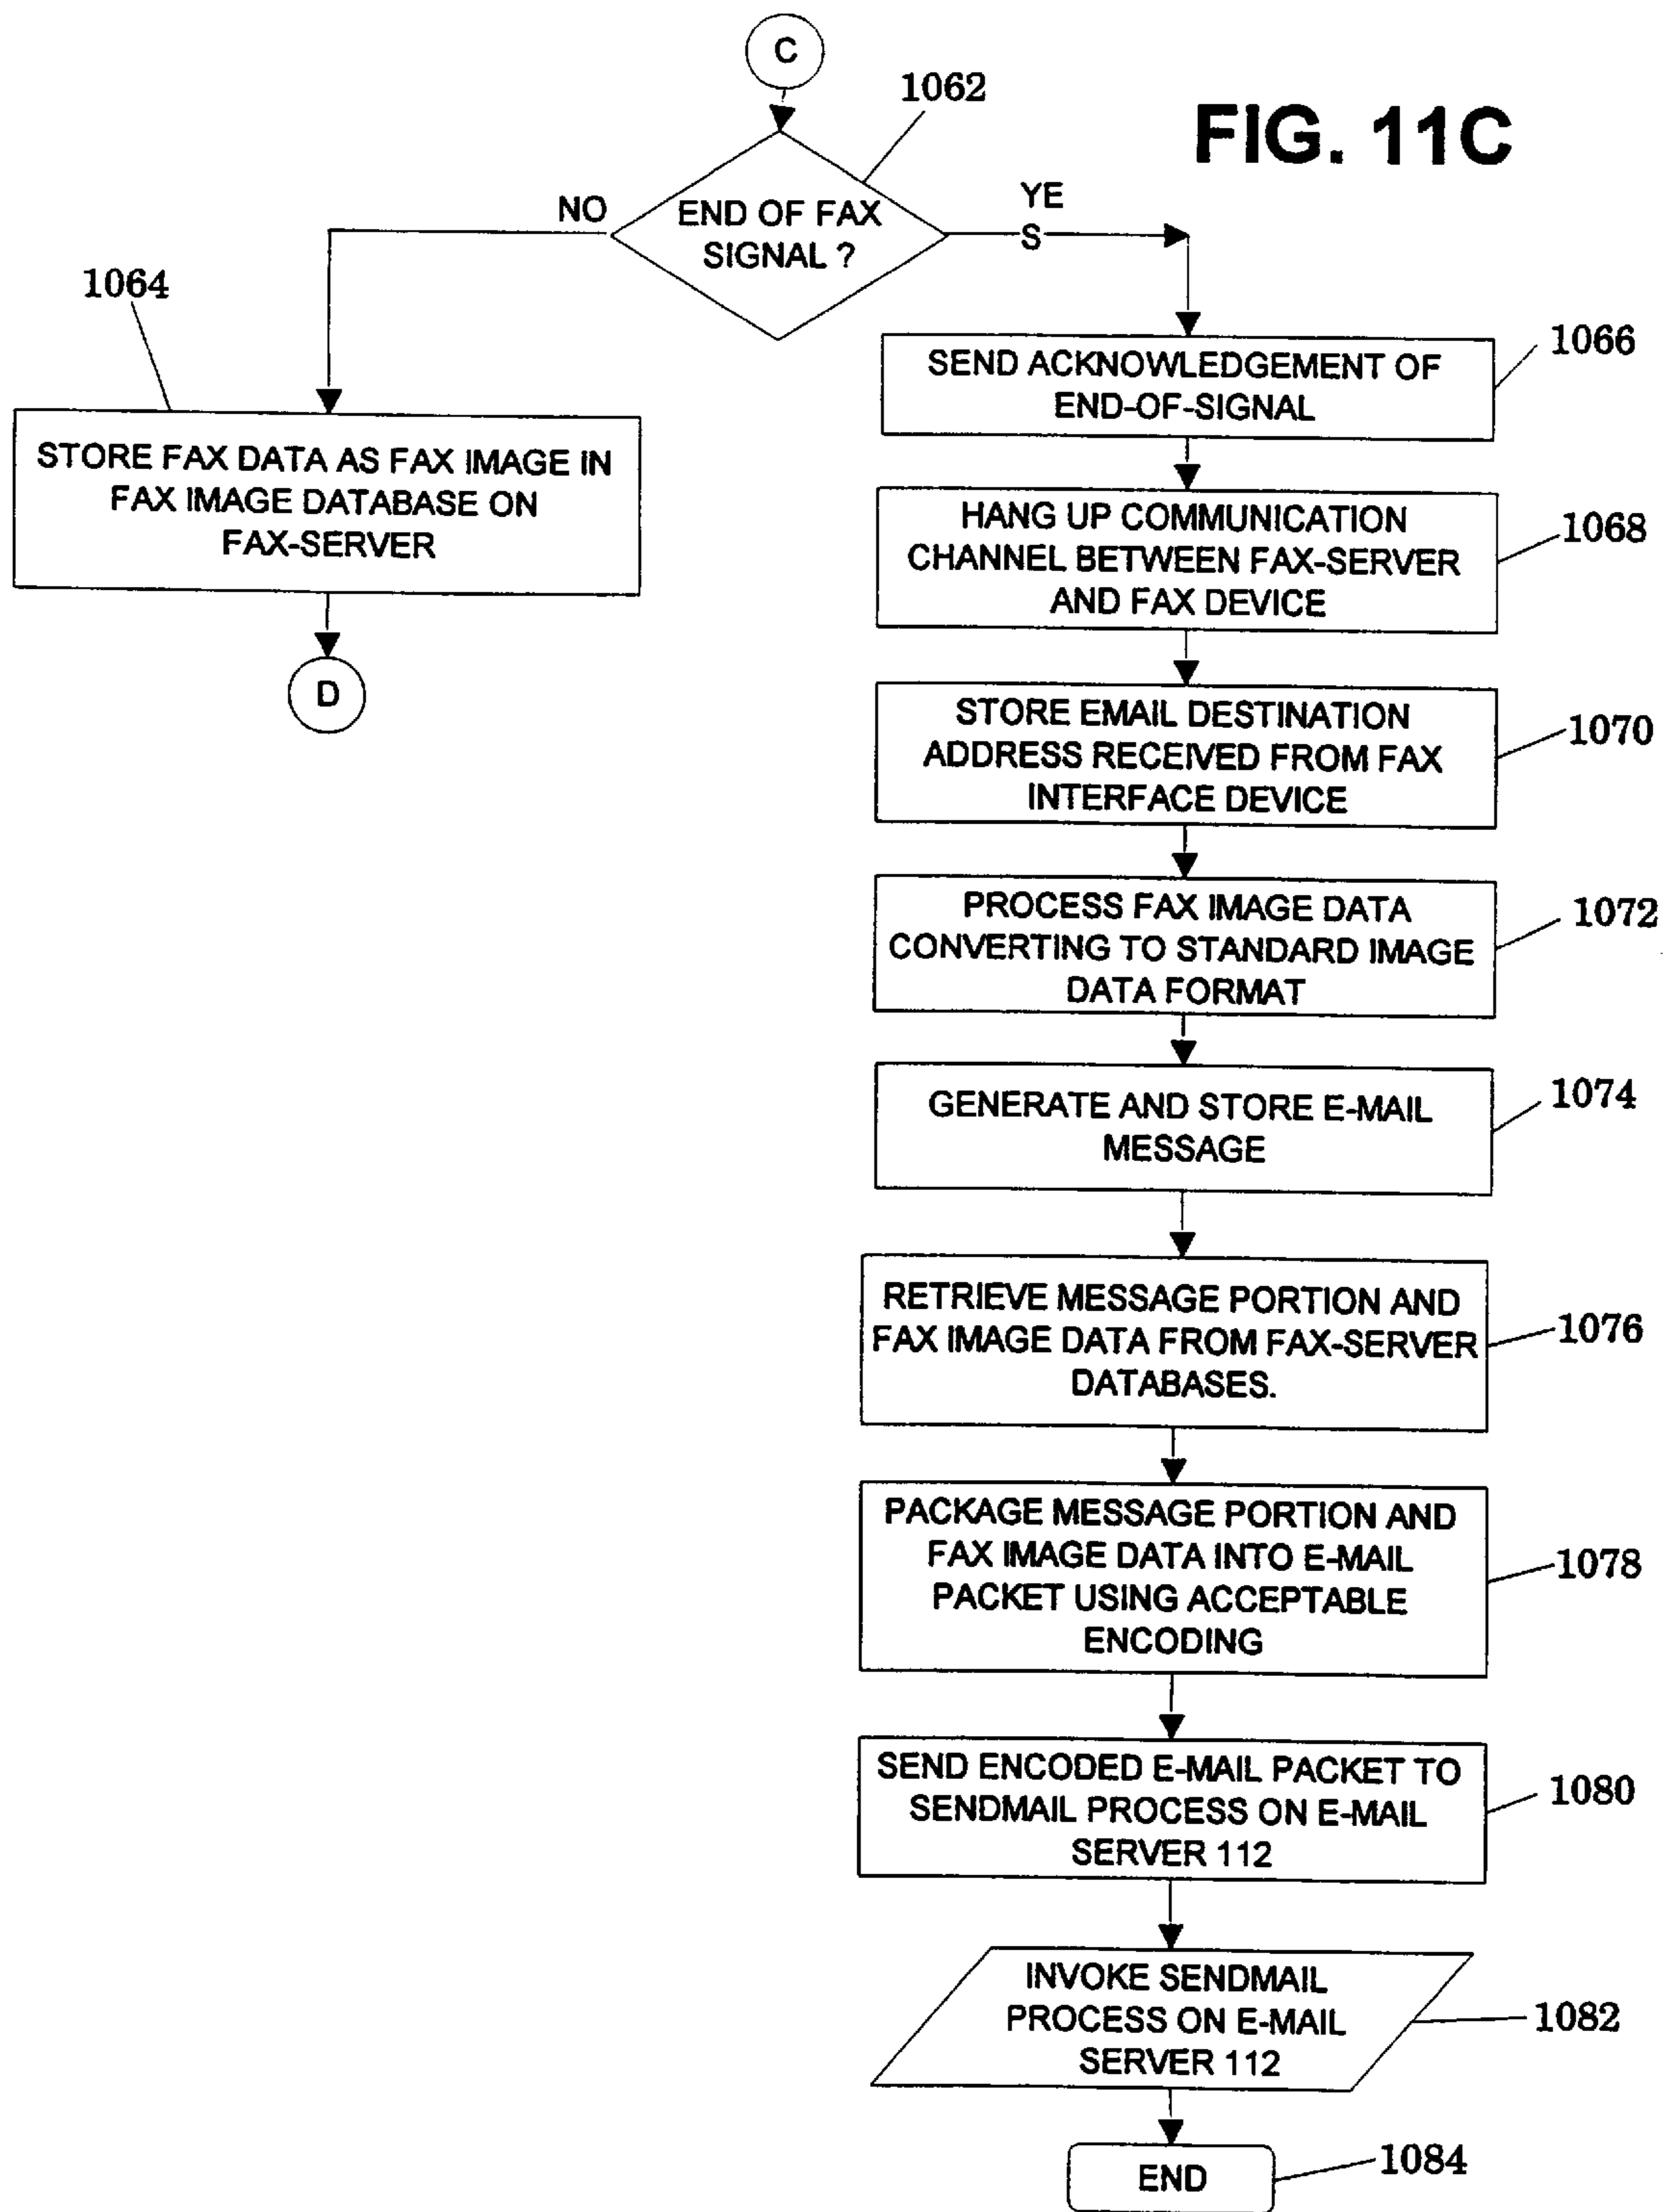 C
1062
FIG. 11C
NO
END OF FAX
SIGNAL ?
YE
S
1064
STORE FAX DATA AS FAX IMAGE IN
FAX IMAGE DATABASE ON
FAX-SERVER
D
SEND ACKNOWLEDGEMENT OF
END-OF-SIGNAL
1066
HANG UP COMMUNICATION
CHANNEL BETWEEN FAX-SERVER
AND FAX DEVICE
1068
STORE EMAIL DESTINATION
ADDRESS RECEIVED FROM FAX
INTERFACE DEVICE
1070
PROCESS FAX IMAGE DATA
CONVERTING TO STANDARD IMAGE
DATA FORMAT
1072
GENERATE AND STORE E-MAIL
MESSAGE
1074
RETRIEVE MESSAGE PORTION AND
FAX IMAGE DATA FROM FAX-SERVER
DATABASES.
1076
PACKAGE MESSAGE PORTION AND
FAX IMAGE DATA INTO E-MAIL
PACKET USING ACCEPTABLE
ENCODING
1078
SEND ENCODED E-MAIL PACKET TO
SENDMAIL PROCESS ON E-MAIL
SERVER 112
1080
INVOKE SENDMAIL
PROCESS ON E-MAIL
SERVER 112
1082
END
1084